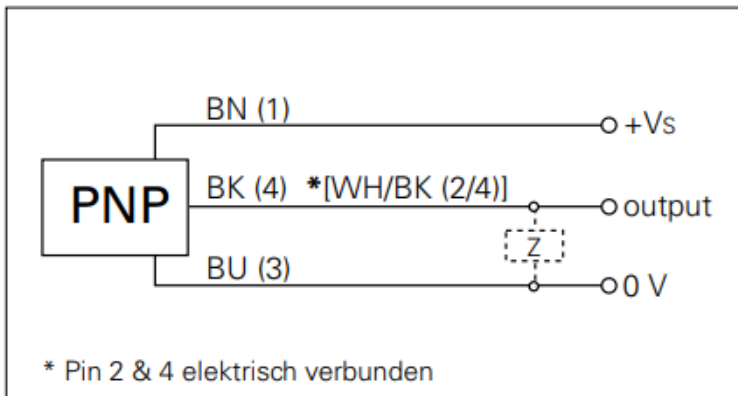 BN (1)
+Vs
PNP
BK (4) *[WH/BK (2/4)]
output
Z
BU (3)
0 V
* Pin 2 & 4 elektrisch verbunden